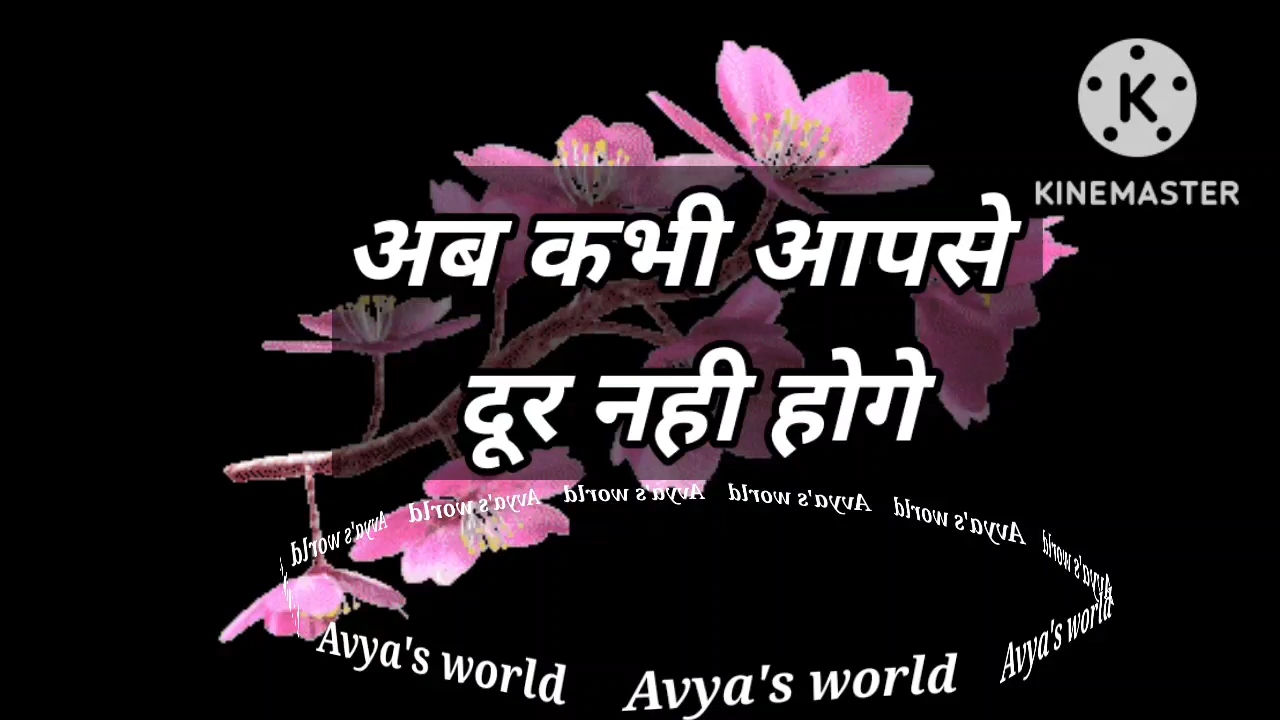 KINEMASTER
अब कभी आपसे
दूर नही होगे
Avya's world Avya's world Avya's world Avya's world Avya's world Avya's world
Avya's world Avya's world Avya's world